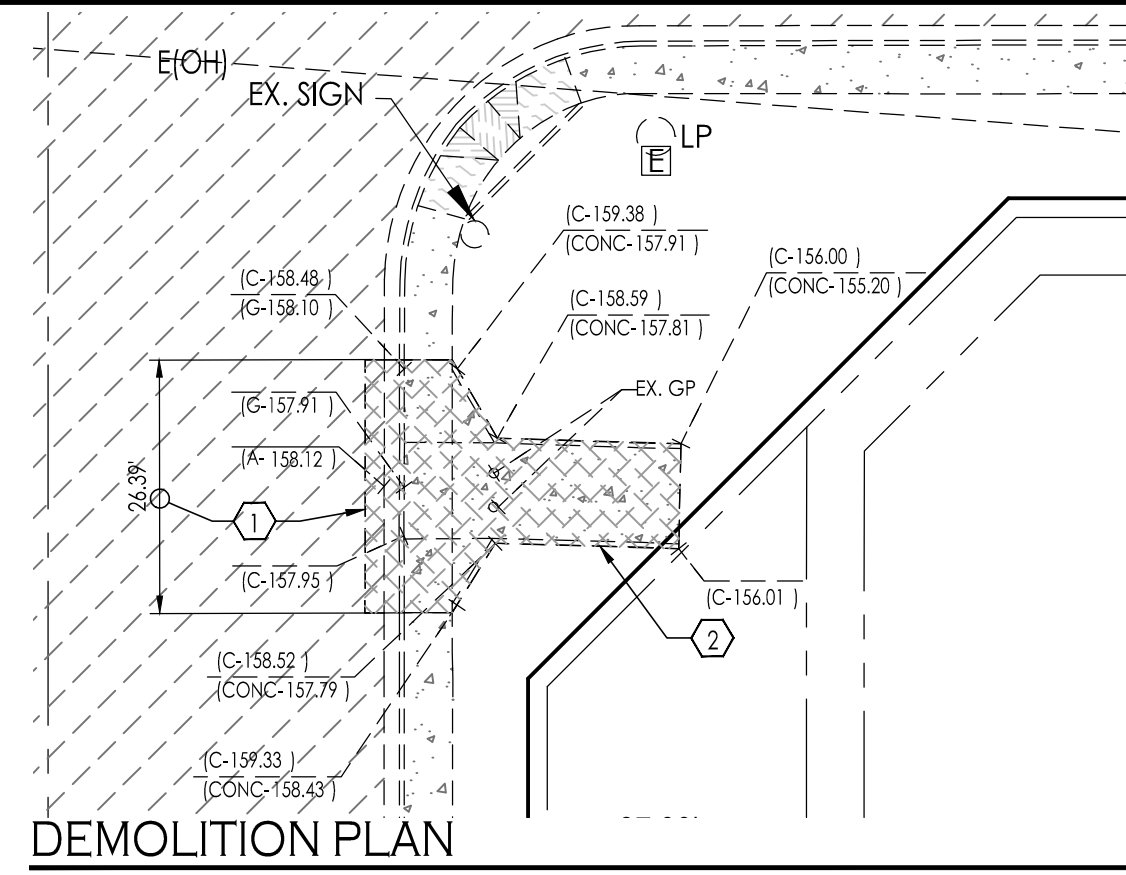 E(OH)
EX. SIGN
LP
E
(C-159.38 )
(CONC-157.91 )
(C-156.00 )
(CONC-155.20 )
(C-158.48 )
(G-158.10 )
(C-158.59 )
(CONC-157.81 )
EX. GP
(G-157.91 )
(A- 158.12 )
26.39'
1
(C-157.95 )
(C-156.01 )
2
(C-158.52 )
(CONC-157.79 )
(C-159.33 )
(CONC-158.43 )
DEMOLITION PLAN